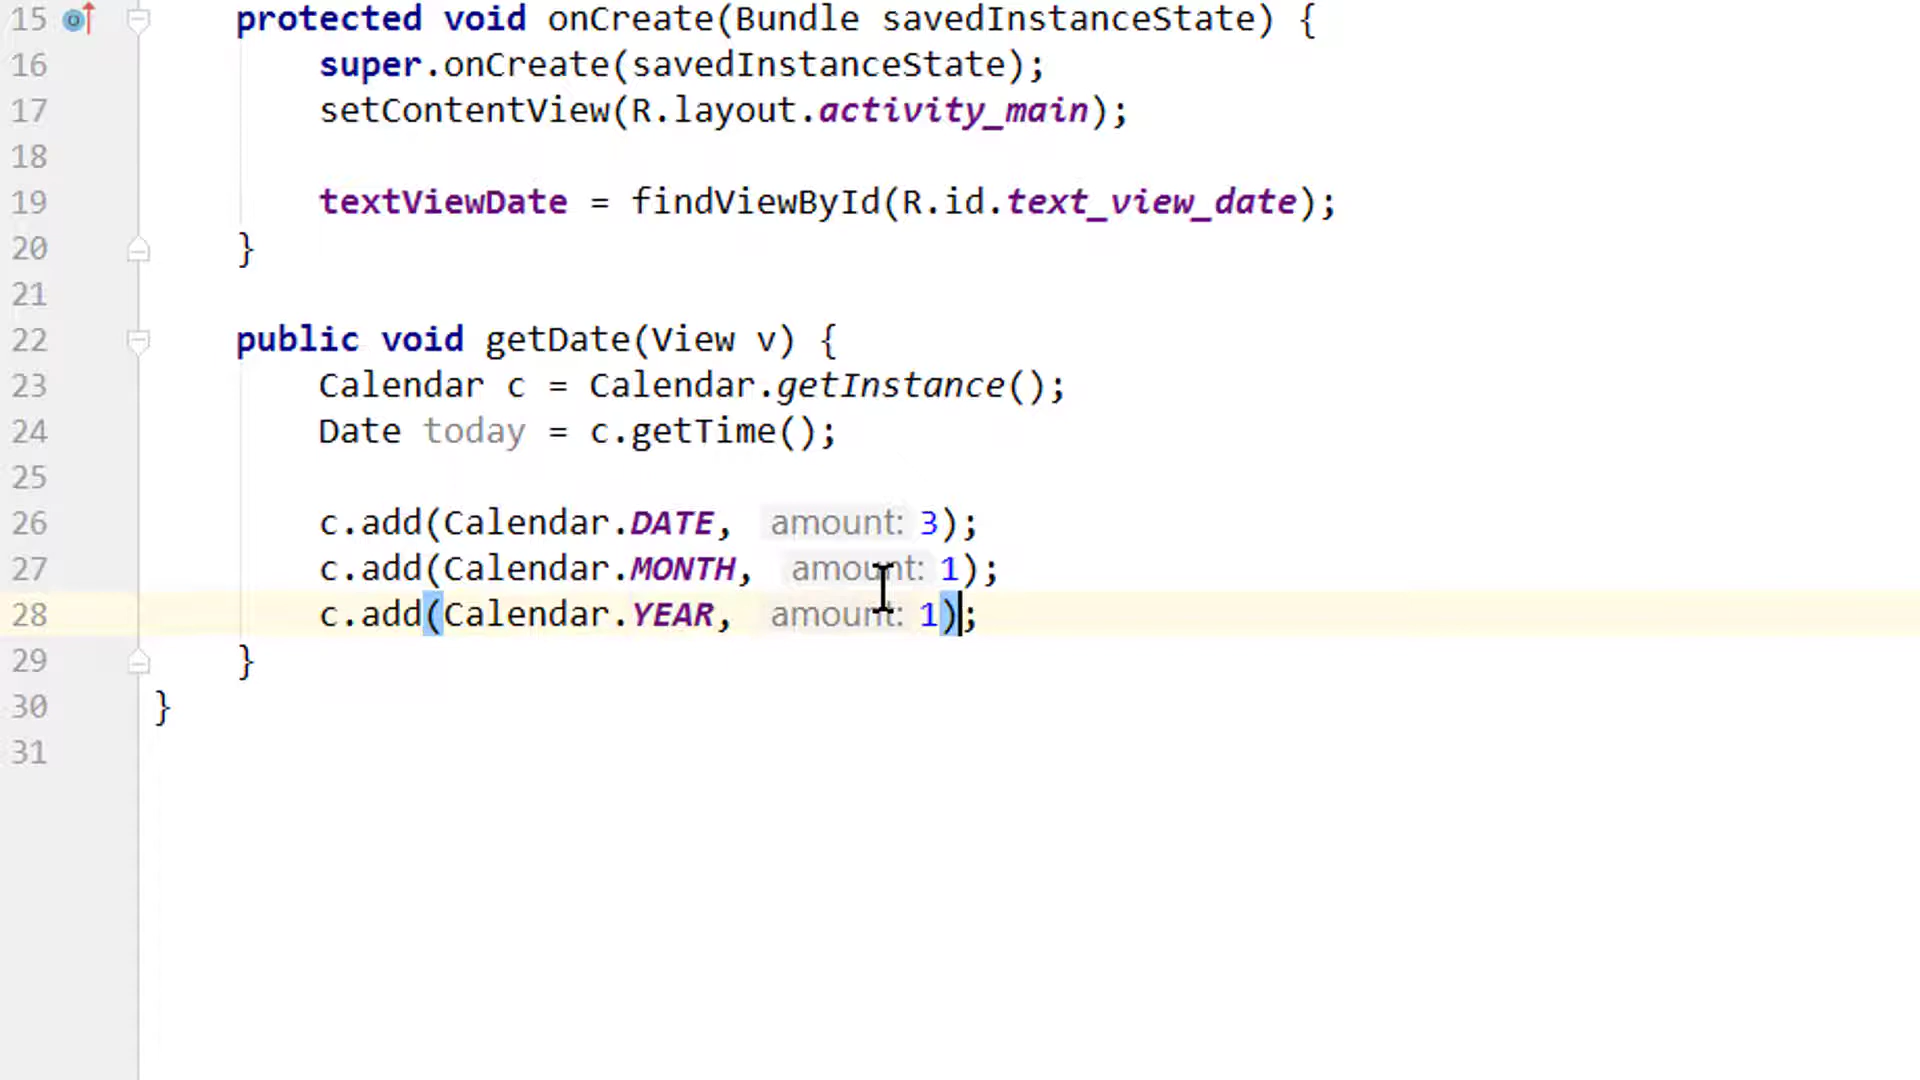 15 protected void onCreate(Bundle savedInstanceState) {
16 super.onCreate(savedInstanceState);
17 setContentView(R.layout.activity_main);
18
19 textViewDate = findViewById(R.id.text_view_date);
20 }
21
22 public void getDate(View v) {
23 Calendar c = Calendar.getInstance();
24 Date today = c.getTime();
25
26 c.add(Calendar.DATE, amount: 3);
27 c.add(Calendar.MONTH, amount: 1);
28 c.add(Calendar.YEAR, amount: 1);
29 }
30 }
31